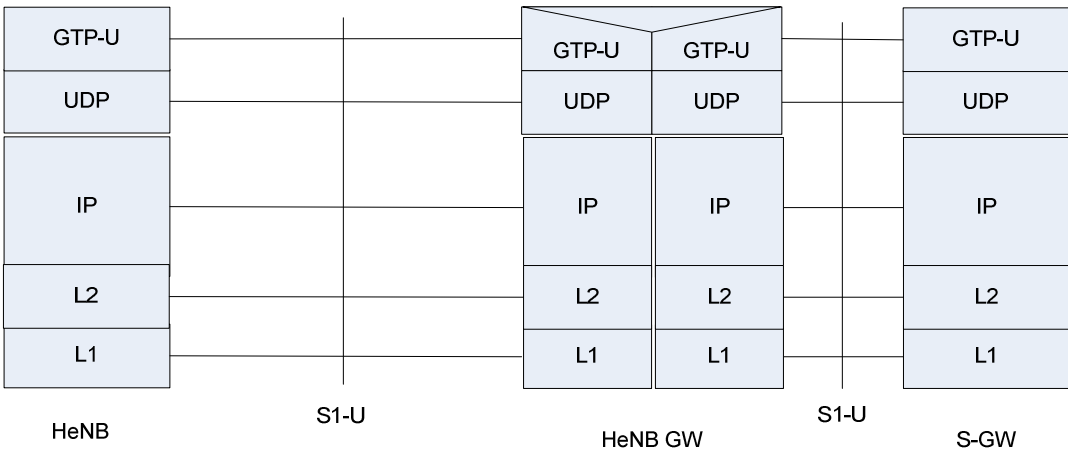 GTP-U GTP-U GTP-U GTP-U
UDP UDP UDP UDP
IP IP IP IP
L2 L2 L2 L2
L1 L1 L1 L1
HeNB S1-U HeNB GW S1-U S-GW